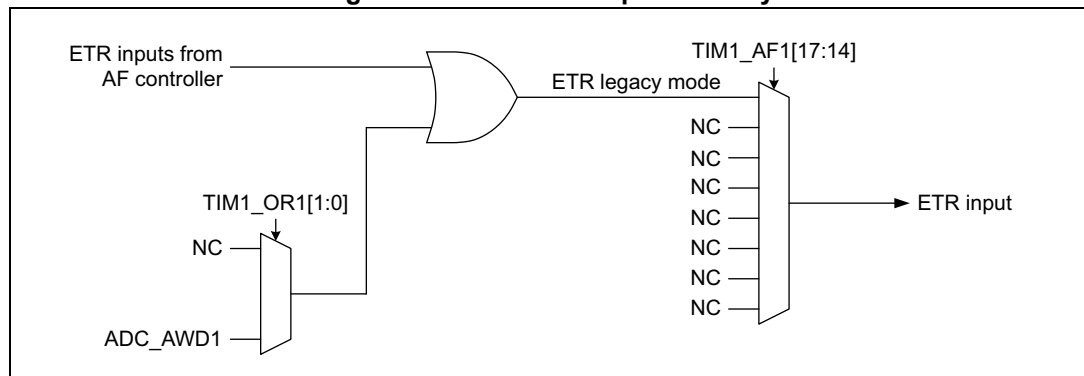 ETR inputs from
AF controller
TIM1_AF1[17:14]
ETR legacy mode
NC
NC
NC
NC
NC
NC
NC
ETR input
TIM1_OR1[1:0]
NC
ADC_AWD1